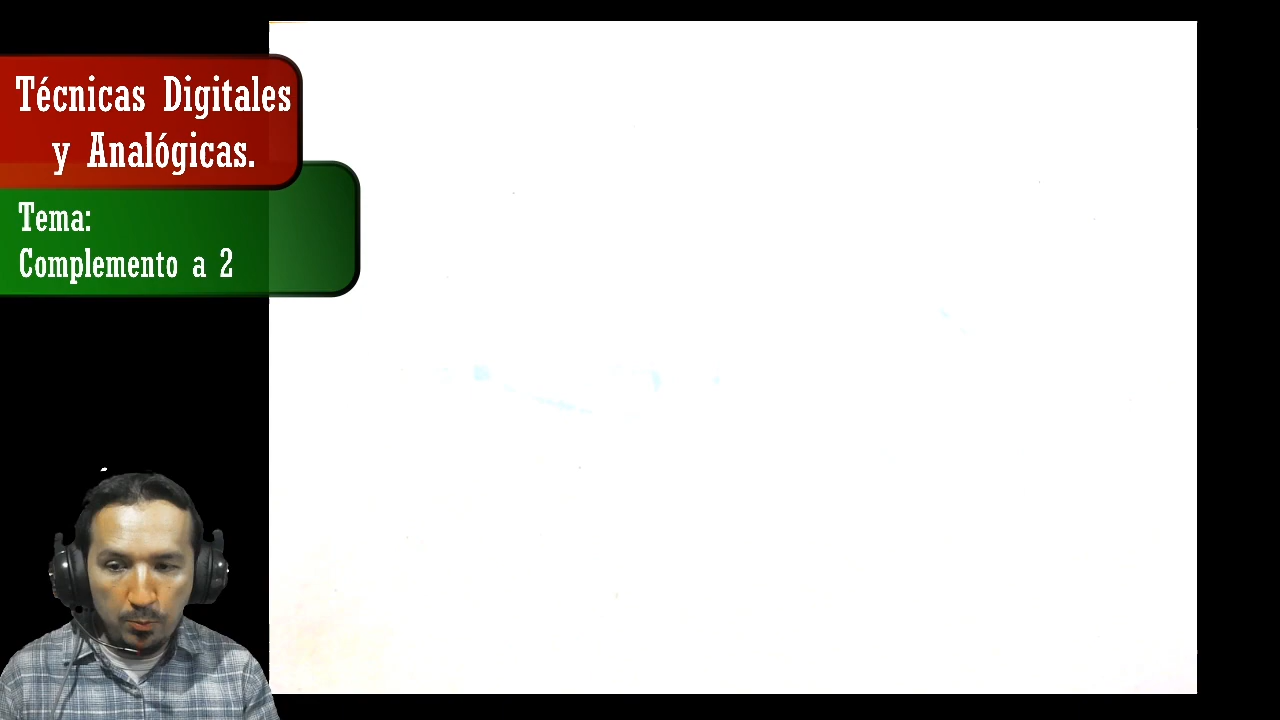 Técnicas Digitales
y Analógicas.
Tema:
Complemento a 2